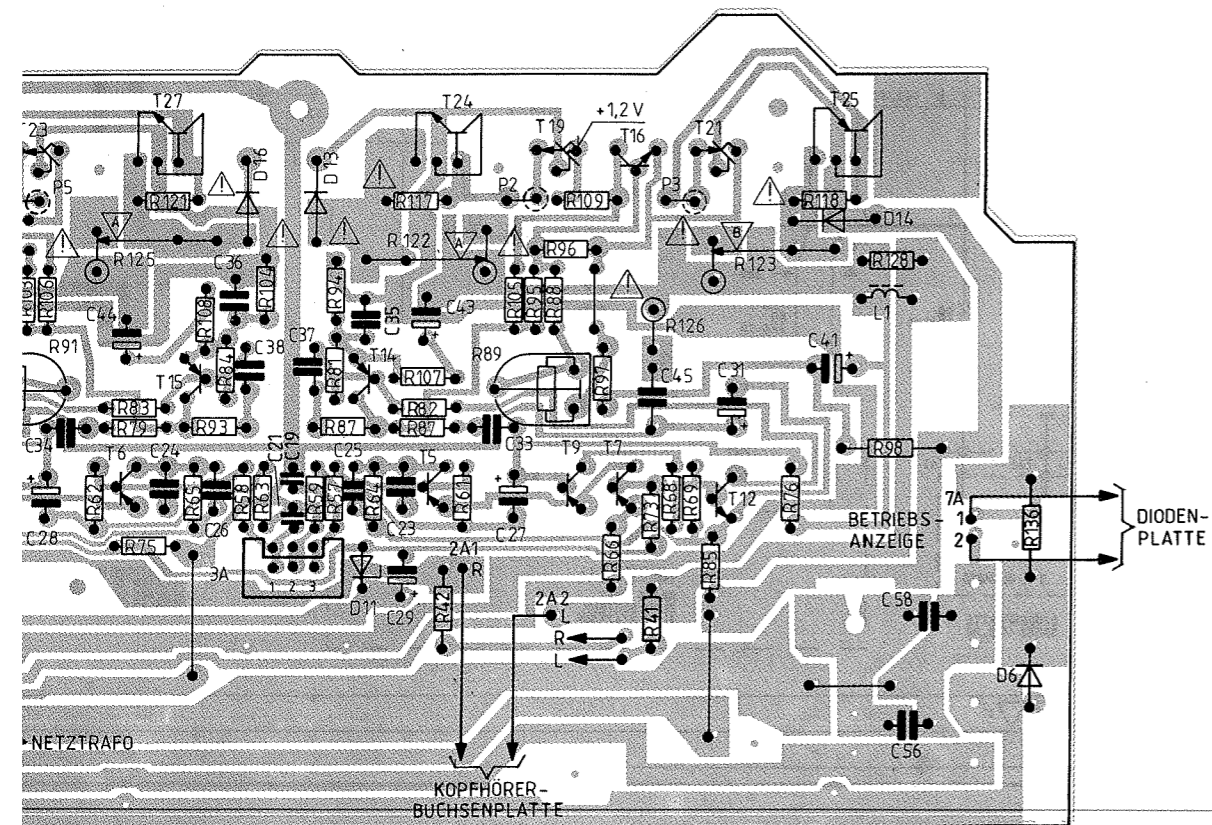 T27
T24
T25
T23
T19
+1,2 V
T16
T21
D16
D13
P5
R121
R117
P2
R109
P3
R118
D14
A
A
B
R125
R122
R96
R123
R128
C36
R104
R94
R105
R95
R88
R103
R106
R108
C44
C35
C43
R126
L1
R91
R84
C38
C37
R81
T14
R89
R97
C41
T15
R107
C45
C31
R83
R82
R79
R93
R87
R87
C34
C33
R98
T6
C24
C21
C19
C25
T5
T9
T7
R62
R65
R58
R63
R59
R57
R64
R61
R73
R68
R69
T12
R76
C28
C26
C23
C27
7A
BETRIEBS-
ANZEIGE
1
2
R136
DIODEN-
PLATTE
R75
R66
R85
3A
1 2 3
2A1
R
D11
C29
R42
2A2
L
R41
C58
R
L
D6
C56
NETZTRAFO
KOPFHÖRER-
BUCHSENPLATTE